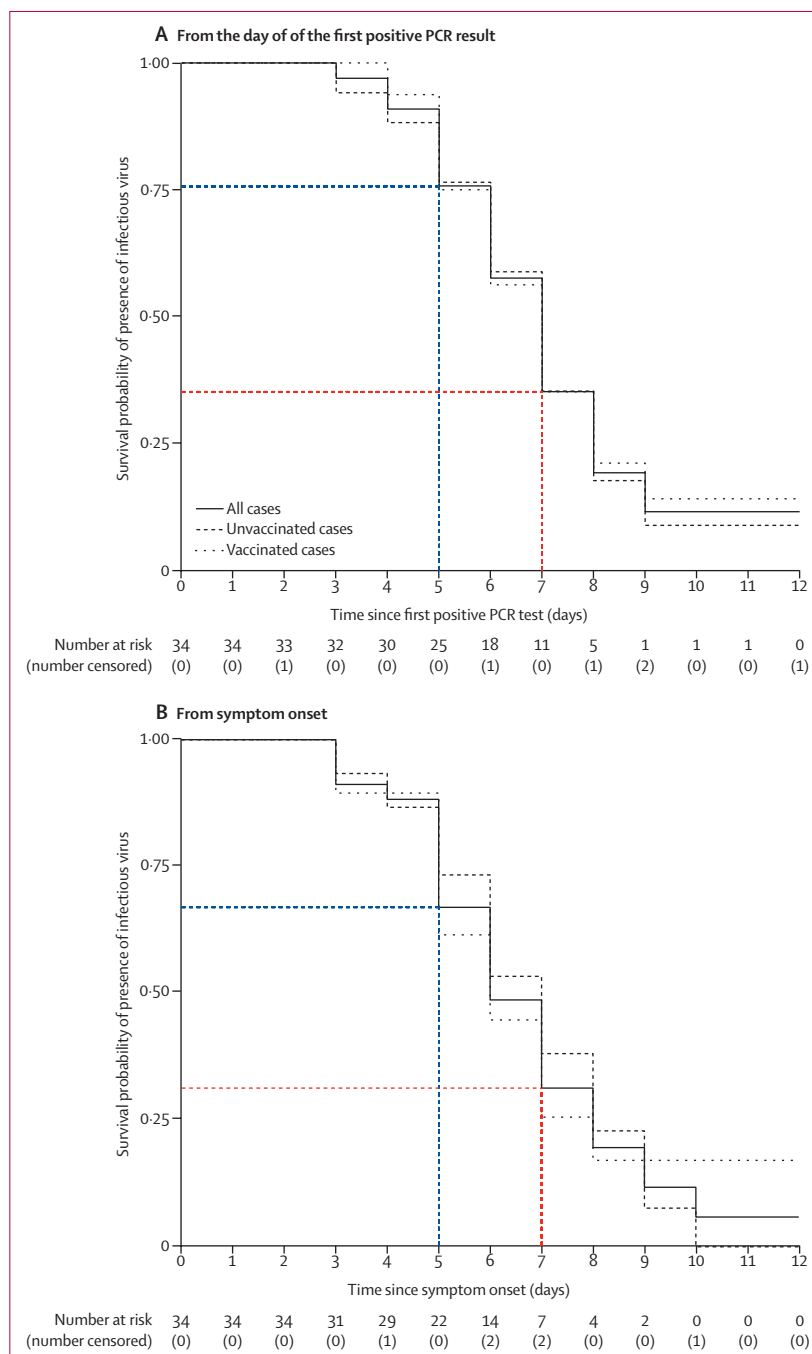 A From the day of of the first positive PCR result
1·00
0·75
0·50
0·25
0
Survival probability of presence of infectious virus
All cases
Unvaccinated cases
Vaccinated cases
0 1 2 3 4 5 6 7 8 9 10 11 12
Time since first positive PCR test (days)
Number at risk 34 34 33 32 30 25 18 11 5 1 1 1 0
(number censored) (0) (0) (1) (0) (0) (0) (1) (0) (1) (2) (0) (0) (1)
B From symptom onset
1·00
0·75
0·50
0·25
0
Survival probability of presence of infectious virus
0 1 2 3 4 5 6 7 8 9 10 11 12
Time since symptom onset (days)
Number at risk 34 34 34 31 29 22 14 7 4 2 0 0 0
(number censored) (0) (0) (0) (0) (1) (0) (2) (2) (0) (0) (1) (0) (0)